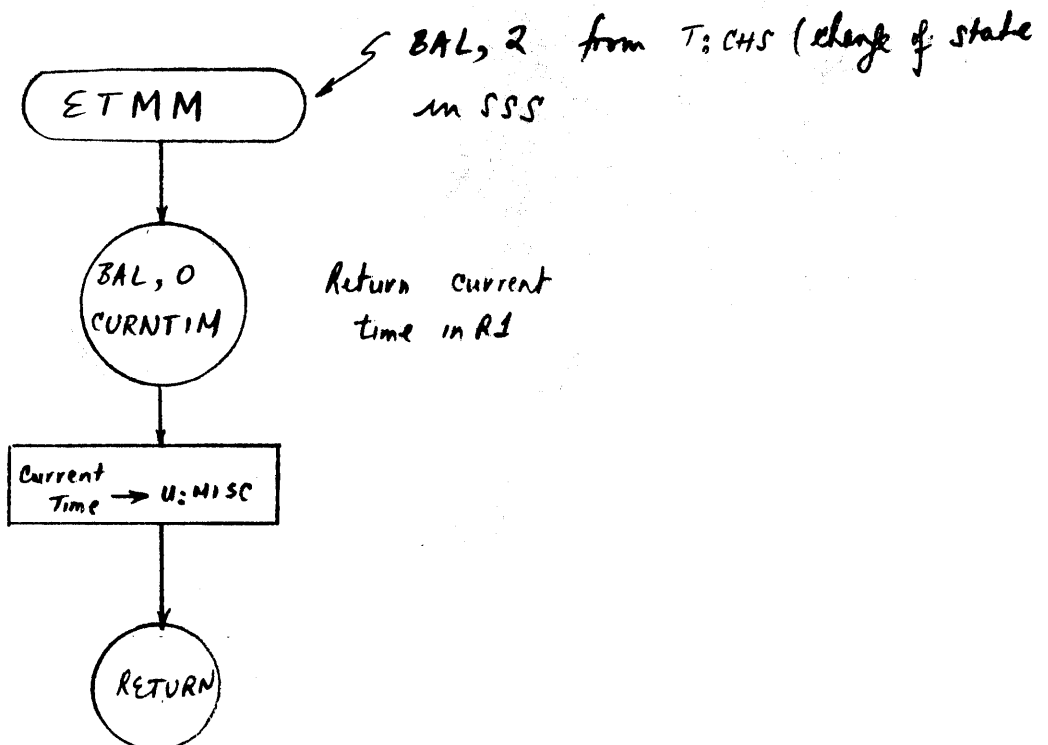 BAL, 2 from T:CHS (change of state
in SSS
ETMM
BAL, 0
CURNTIM
Return current
time in R1
Current
Time → U:MISC
RETURN